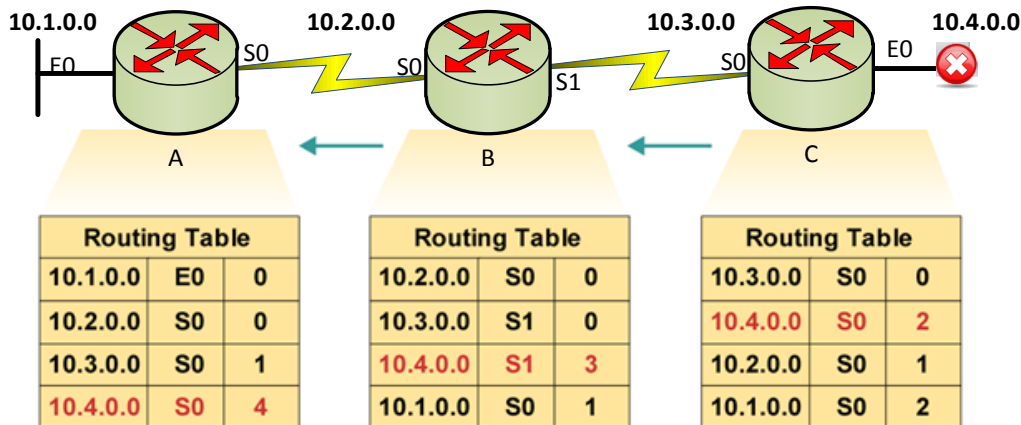 10.1.0.0 10.2.0.0 10.3.0.0 10.4.0.0
E0 S0 S0 S1 S0 E0
A B C
Routing Table
10.1.0.0 E0 0
10.2.0.0 S0 0
10.3.0.0 S0 1
10.4.0.0 S0 4
Routing Table
10.2.0.0 S0 0
10.3.0.0 S1 0
10.4.0.0 S1 3
10.1.0.0 S0 1
Routing Table
10.3.0.0 S0 0
10.4.0.0 S0 2
10.2.0.0 S0 1
10.1.0.0 S0 2